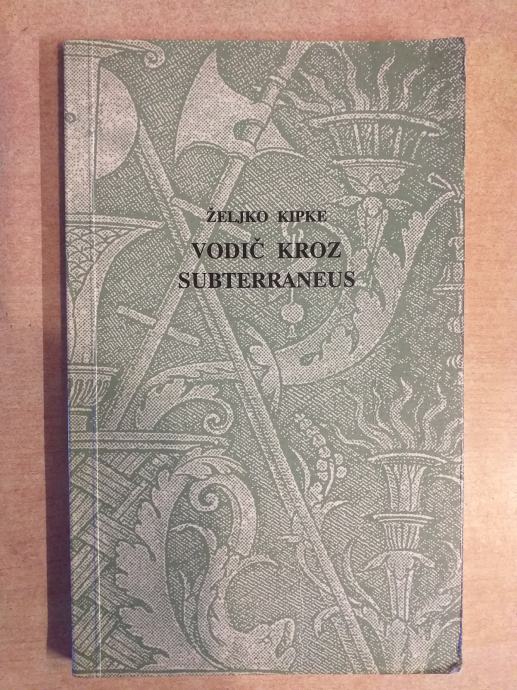 ŽELJKO KIPKE
VODIČ KROZ
SUBTERRANEUS